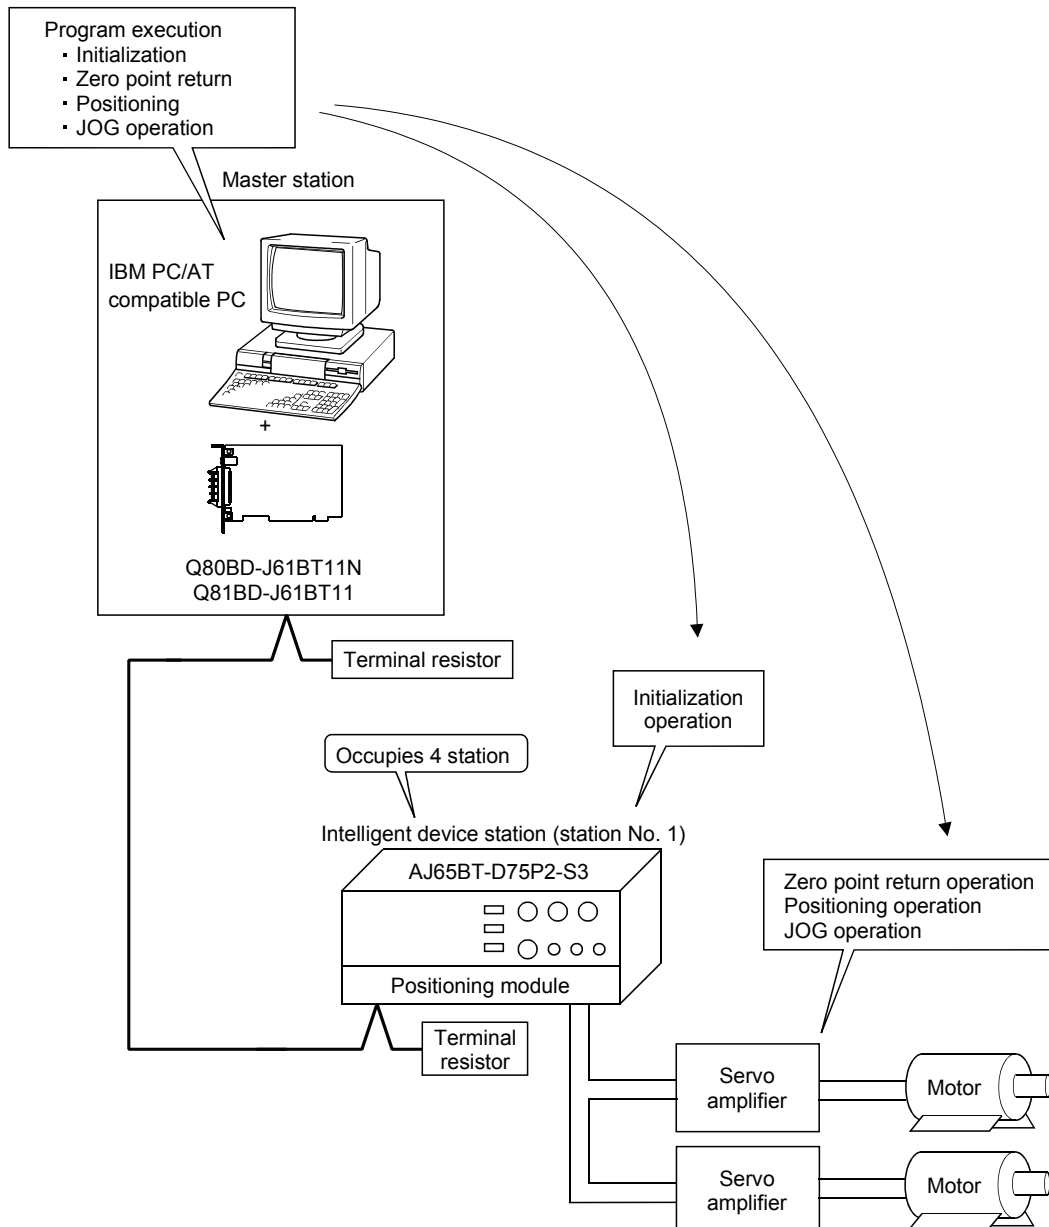 Program execution
・Initialization
・Zero point return
・Positioning
・JOG operation
Master station
IBM PC/AT
compatible PC
+
Q80BD-J61BT11N
Q81BD-J61BT11
Terminal resistor
Initialization
operation
Occupies 4 station
Intelligent device station (station No. 1)
AJ65BT-D75P2-S3
Positioning module
Terminal
resistor
Zero point return operation
Positioning operation
JOG operation
Servo
amplifier
Motor
Servo
amplifier
Motor